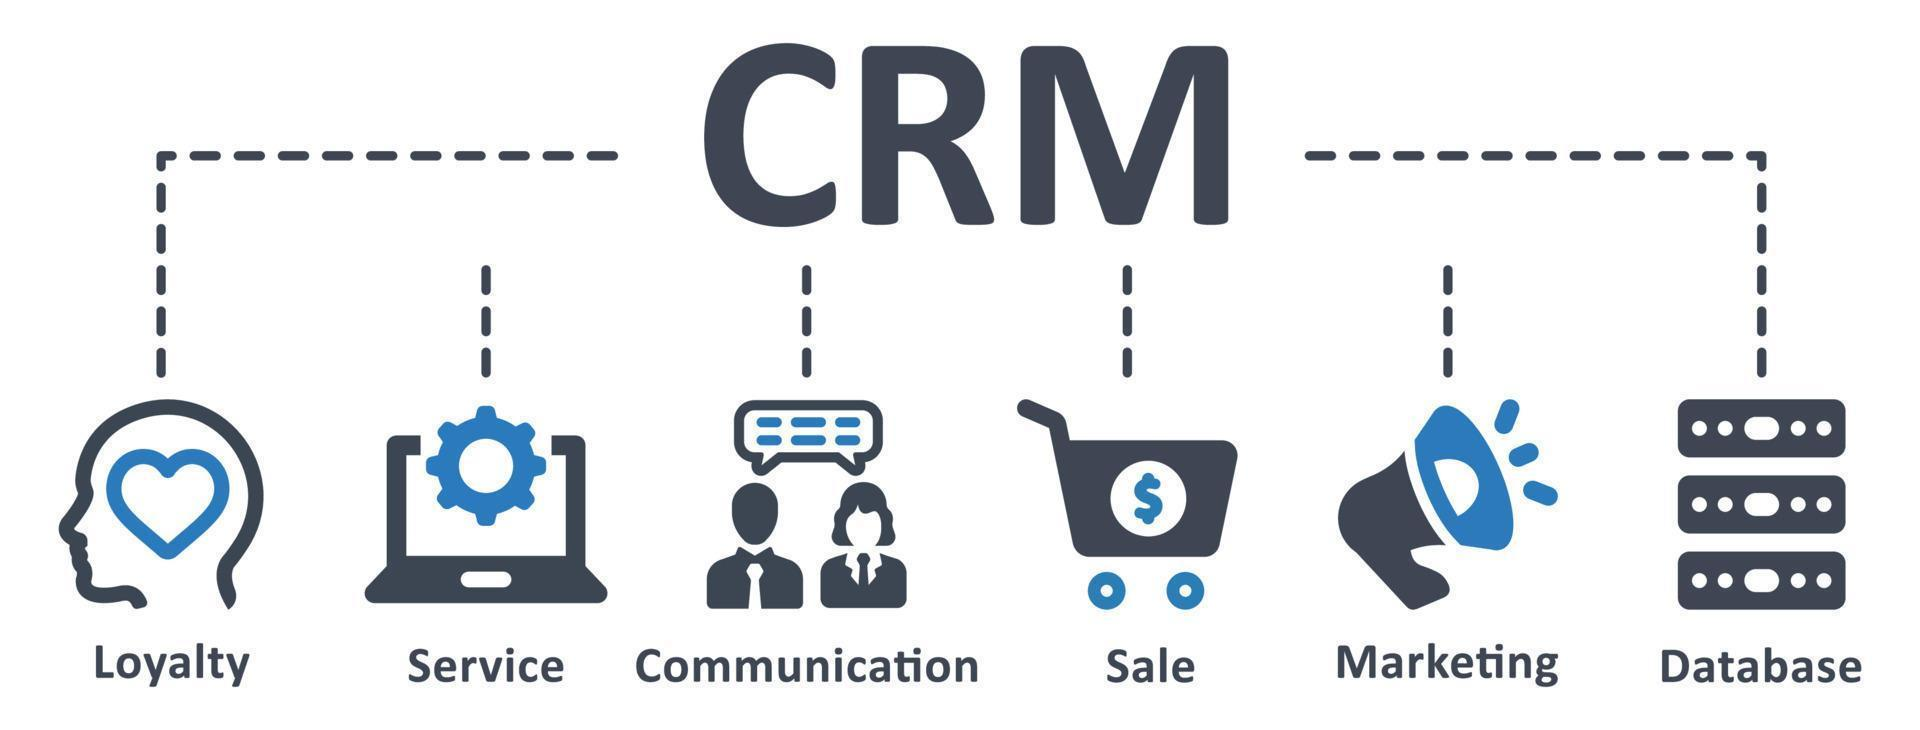 CRM
$
Loyalty
Service
Communication
Sale
Marketing
Database